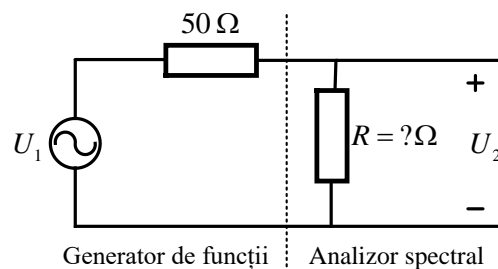 50 Ω
+
U₁
R = ?Ω
U₂
−
Generator de funcții
Analizor spectral